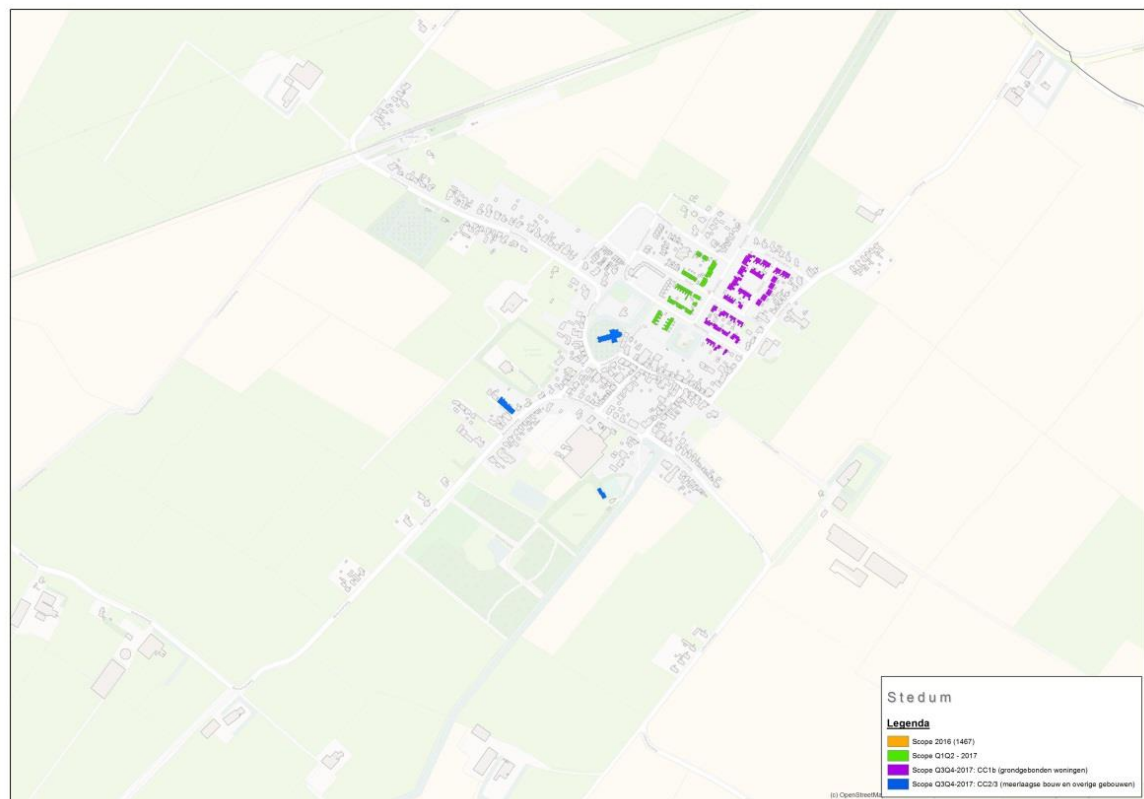 Stedum
Legenda
Scope 2016 (1467)
Scope Q1Q2 - 2017
Scope Q3Q4-2017: CC1b (grondgebonden woningen)
Scope Q3Q4-2017: CC2/3 (meerlaagse bouw en overige gebouwen)
(c) OpenStreetMa